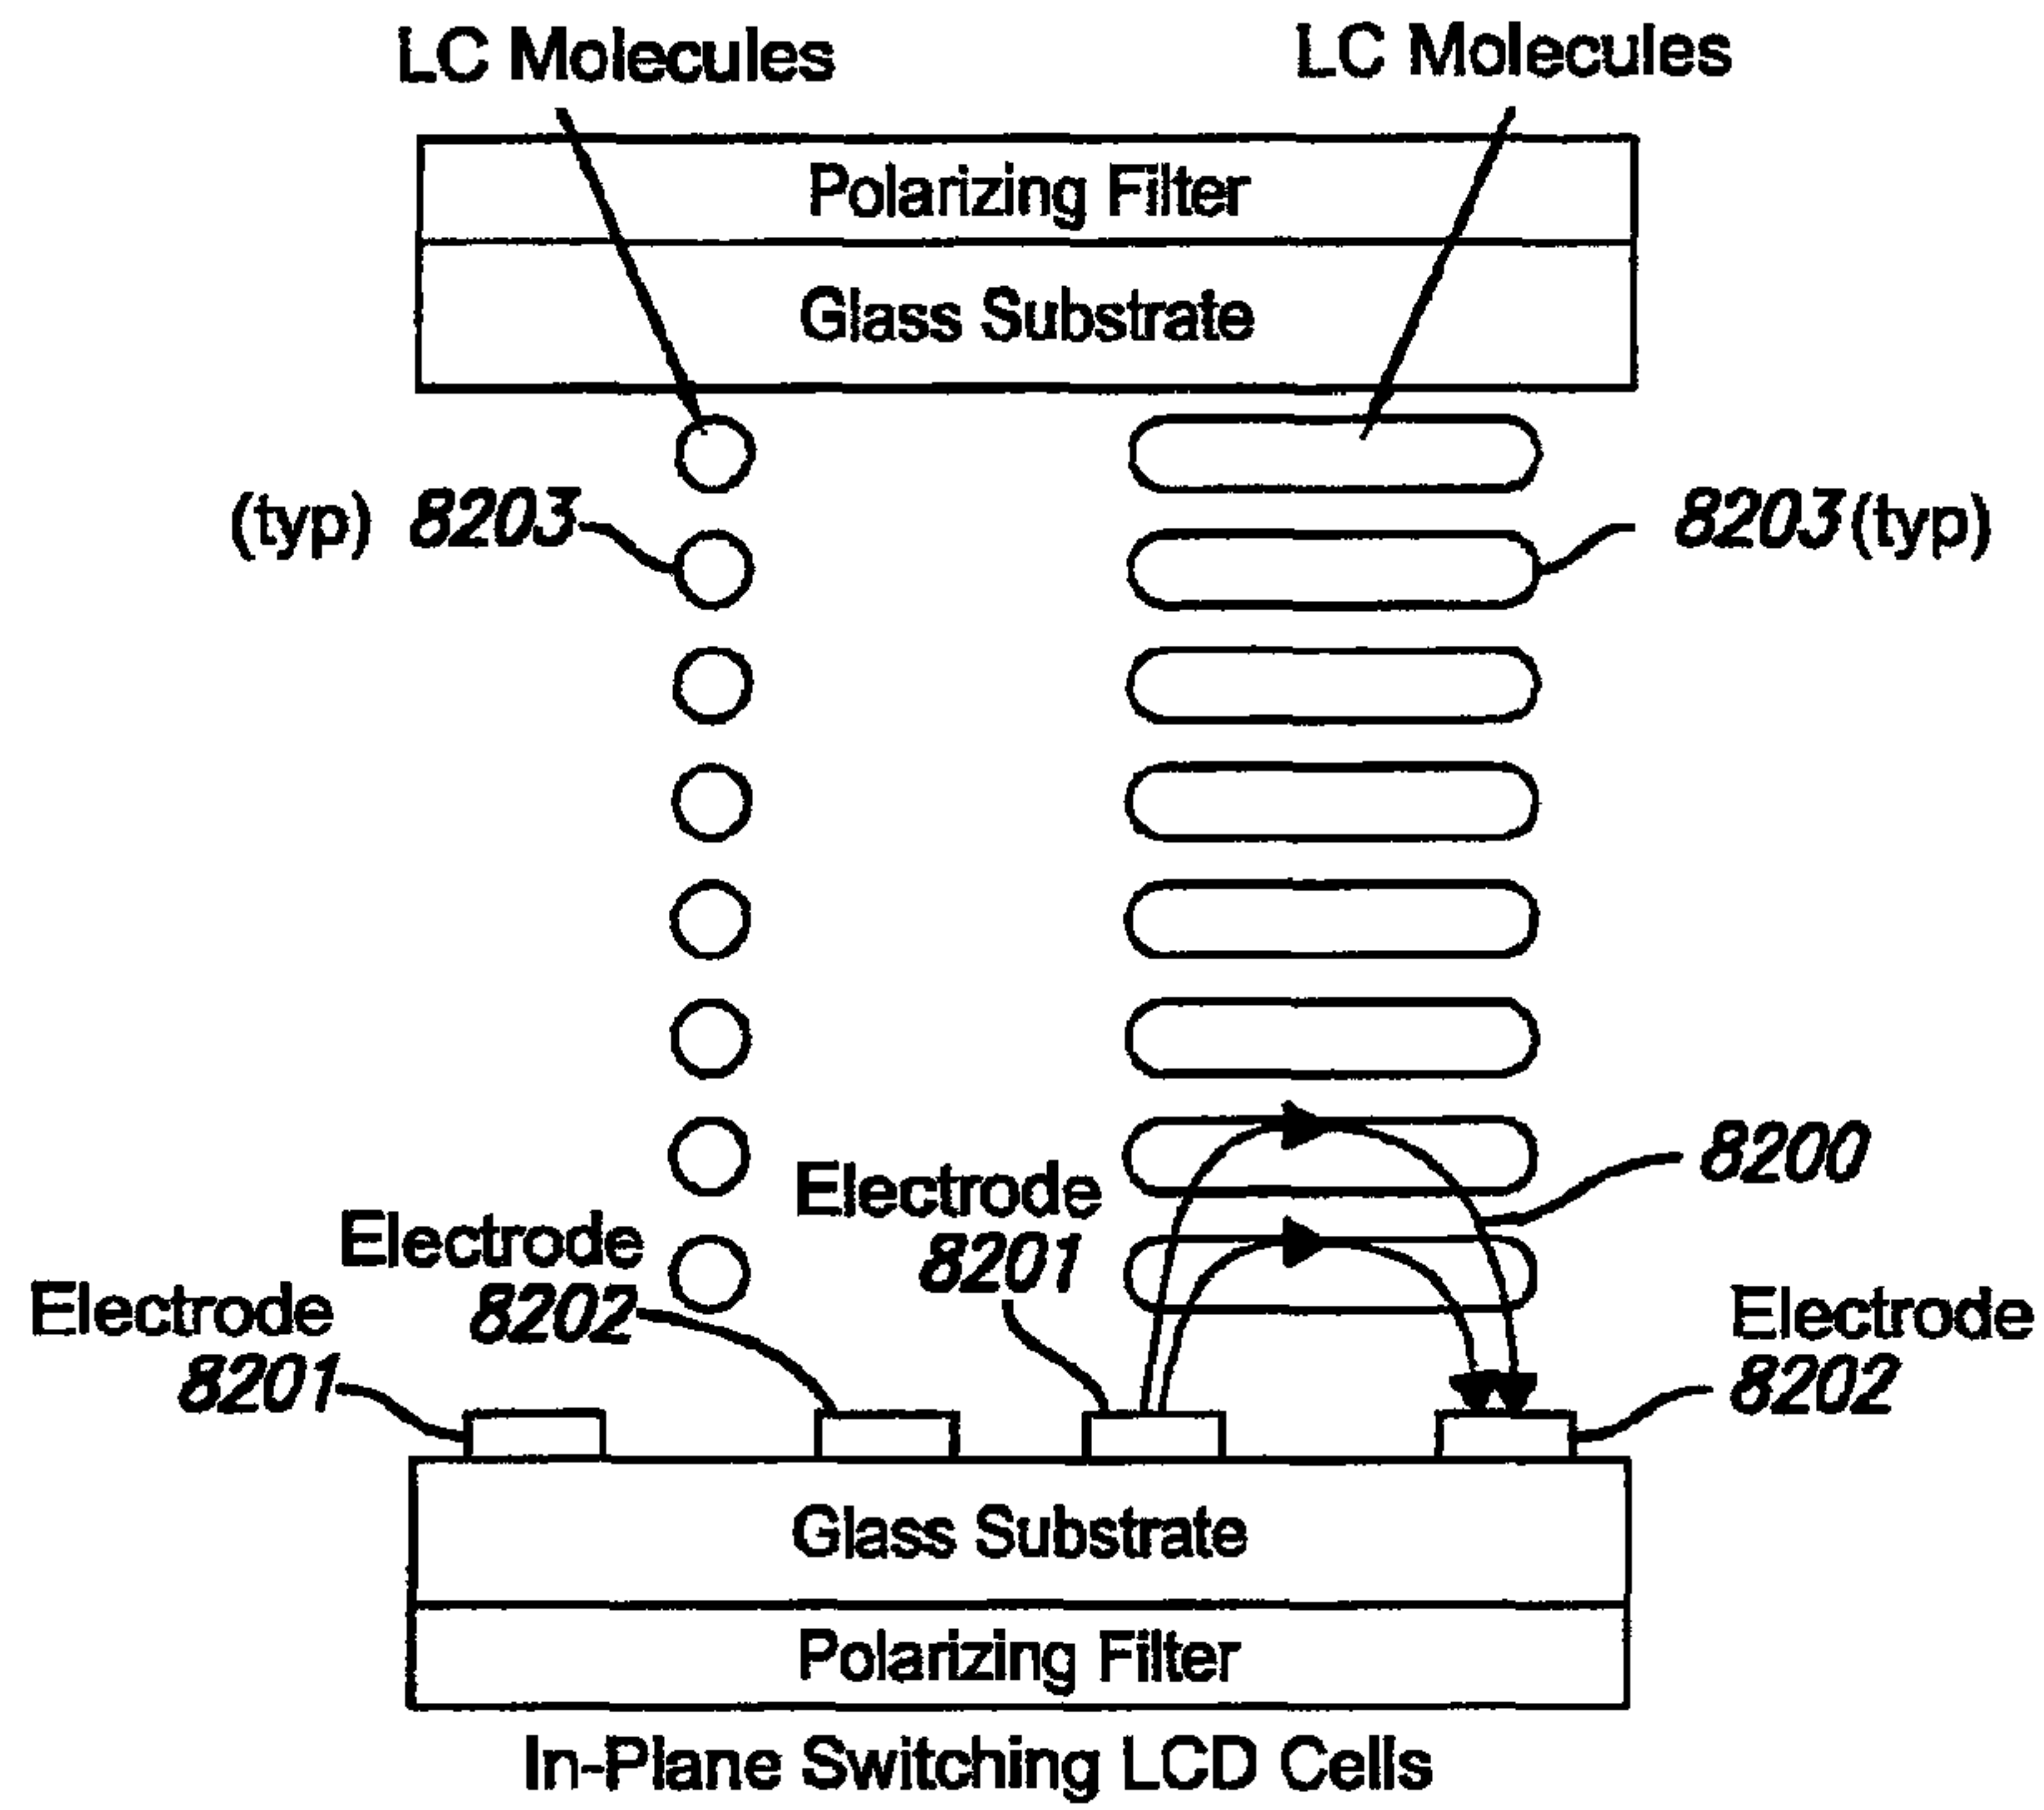 LC Molecules
LC Molecules
Polarizing Filter
Glass Substrate
(typ) 8203
8203 (typ)
8200
Electrode
8201
Electrode
8202
Electrode
8201
Electrode
8202
Glass Substrate
Polarizing Filter
In-Plane Switching LCD Cells